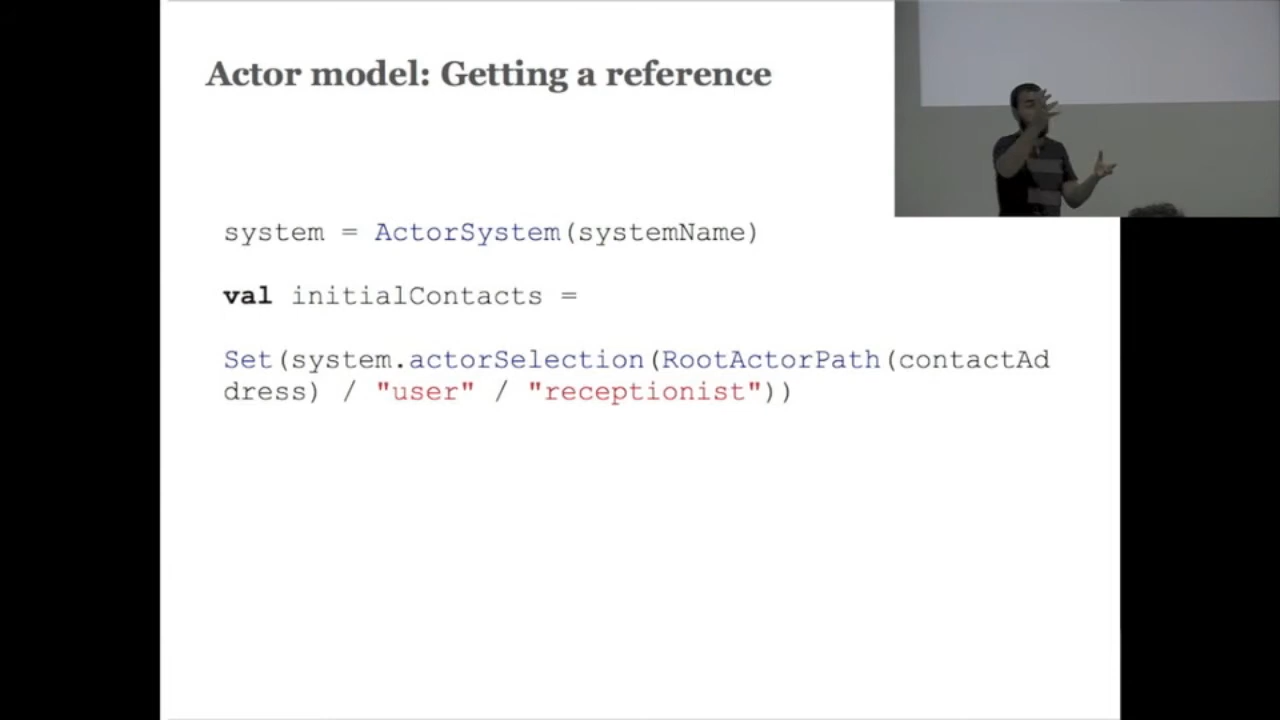 Actor model: Getting a reference
system = ActorSystem(systemName)
val initialContacts =
Set(system.actorSelection(RootActorPath(contactAd
dress) / "user" / "receptionist"))